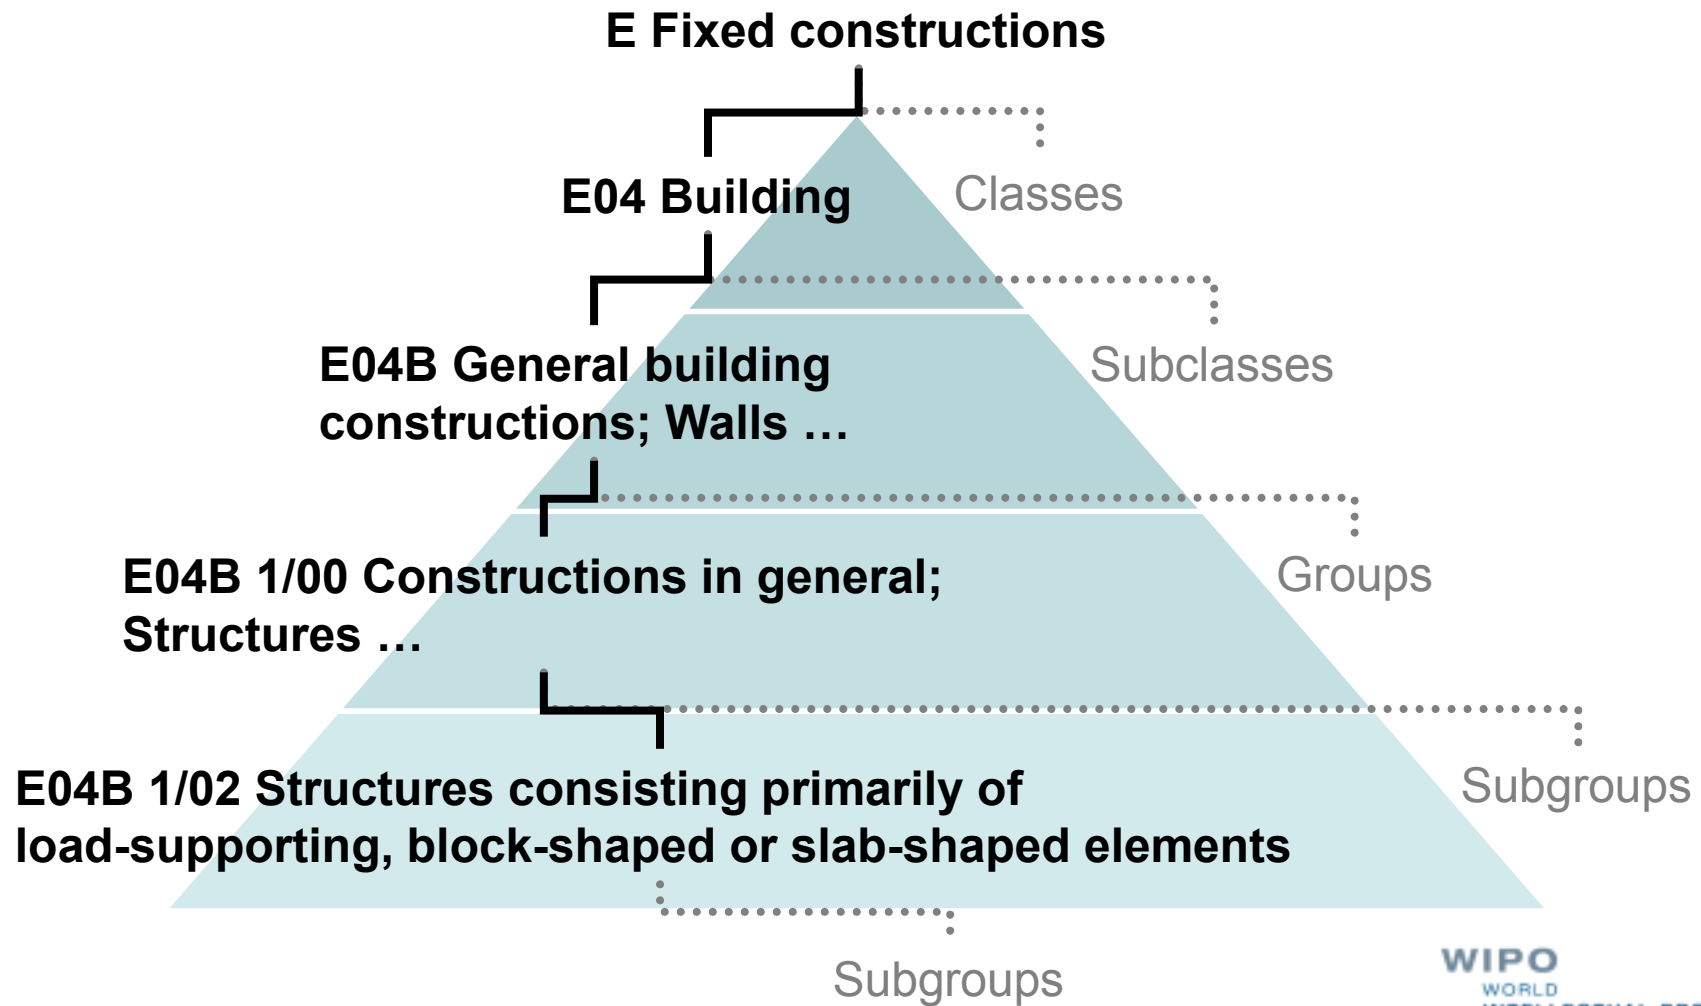 E Fixed constructions
E04 Building
Classes
E04B General building
constructions; Walls …
Subclasses
E04B 1/00 Constructions in general;
Structures …
Groups
E04B 1/02 Structures consisting primarily of
load-supporting, block-shaped or slab-shaped elements
Subgroups
Subgroups
WIPO
WORLD